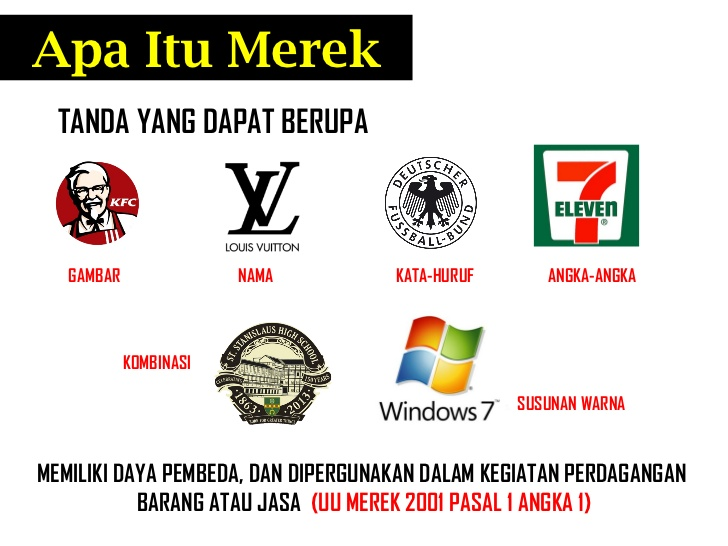 Apa Itu Merek
TANDA YANG DAPAT BERUPA
KFC
LOUIS VUITTON
DEUTSCHER
FUSSBALL-BUND
7
ELEVEN
®
GAMBAR
NAMA
KATA-HURUF
ANGKA-ANGKA
KOMBINASI
ST. STANISLAUS HIGH SCHOOL
1863
2013
Windows 7™
SUSUNAN WARNA
MEMILIKI DAYA PEMBEDA, DAN DIPERGUNAKAN DALAM KEGIATAN PERDAGANGAN
BARANG ATAU JASA (UU MEREK 2001 PASAL 1 ANGKA 1)